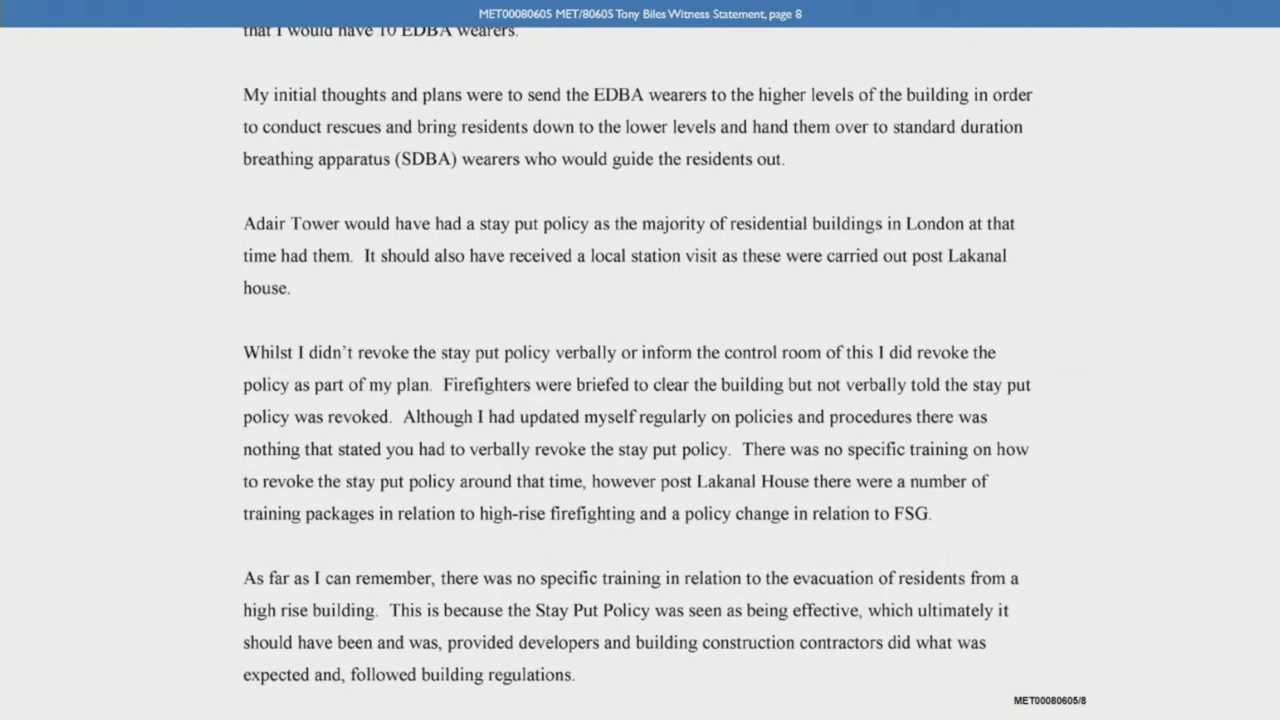 MET00080605 MET/80605 Tony Biles Witness Statement, page 8
that I would have 10 EDBA wearers.
My initial thoughts and plans were to send the EDBA wearers to the higher levels of the building in order
to conduct rescues and bring residents down to the lower levels and hand them over to standard duration
breathing apparatus (SDBA) wearers who would guide the residents out.
Adair Tower would have had a stay put policy as the majority of residential buildings in London at that
time had them.  It should also have received a local station visit as these were carried out post Lakanal
house.
Whilst I didn't revoke the stay put policy verbally or inform the control room of this I did revoke the
policy as part of my plan.  Firefighters were briefed to clear the building but not verbally told the stay put
policy was revoked.  Although I had updated myself regularly on policies and procedures there was
nothing that stated you had to verbally revoke the stay put policy.  There was no specific training on how
to revoke the stay put policy around that time, however post Lakanal House there were a number of
training packages in relation to high-rise firefighting and a policy change in relation to FSG.
As far as I can remember, there was no specific training in relation to the evacuation of residents from a
high rise building.  This is because the Stay Put Policy was seen as being effective, which ultimately it
should have been and was, provided developers and building construction contractors did what was
expected and, followed building regulations.
MET00080605/8